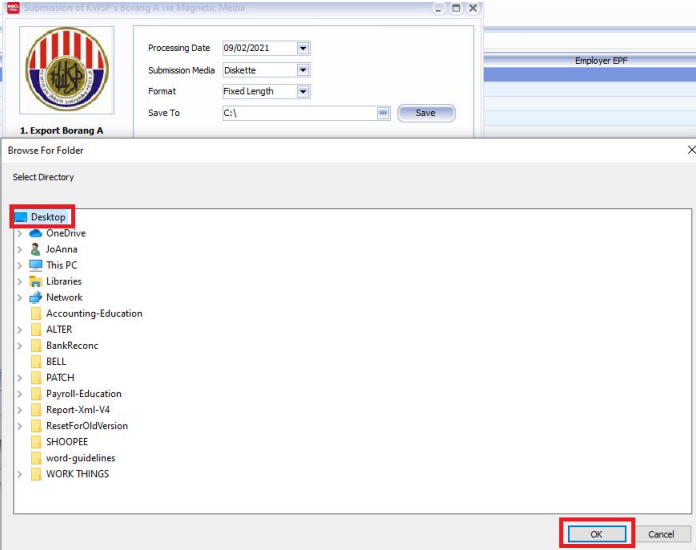 Submission of KWSP's Borang A via Magnetic Media
Processing Date 09/02/2021
Employer EPF
Submission Media Diskette
Format Fixed Length
Save To C:\ Save
KWSP
1. Export Borang A
Browse For Folder
Select Directory
Desktop
OneDrive
JoAnna
This PC
Libraries
Network
Accounting-Education
ALTER
BankReconc
BELL
PATCH
Payroll-Education
Report-Xml-V4
ResetForOldVersion
SHOOPEE
word-guidelines
WORK THINGS
OK Cancel